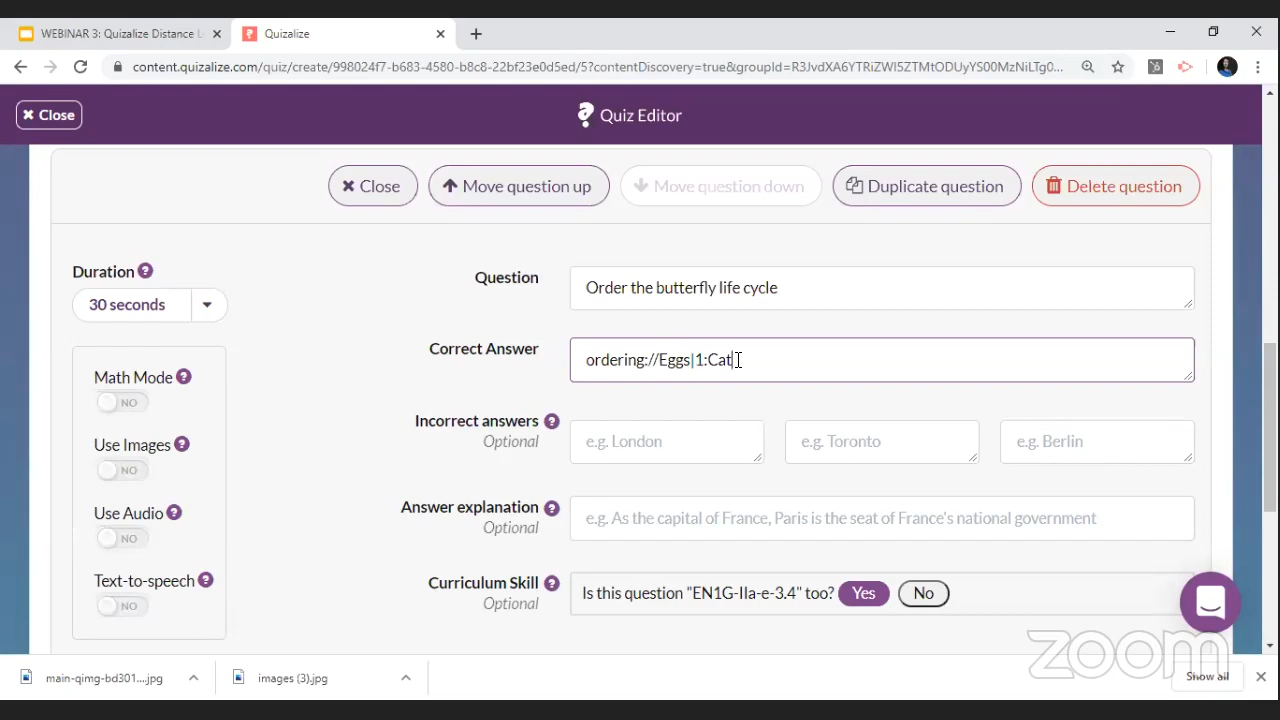 WEBINAR 3: Quizalize Distance L
Quizalize
content.quizalize.com/quiz/create/998024f7-b683-4580-b8c8-22bf23e0d5ed/5?contentDiscovery=true&groupId=R3JvdXA6YTRiZWI5ZTMtODUyYS00MzNiLTg0...
Close
Quiz Editor
Close
Move question up
Move question down
Duplicate question
Delete question
Duration
30 seconds
Question
Order the butterfly life cycle
Correct Answer
ordering://Eggs|1:Cat
Math Mode
NO
Use Images
NO
Use Audio
NO
Text-to-speech
NO
Incorrect answers
Optional
e.g. London
e.g. Toronto
e.g. Berlin
Answer explanation
Optional
e.g. As the capital of France, Paris is the seat of France's national government
Curriculum Skill
Optional
Is this question "EN1G-IIa-e-3.4" too? Yes No
zoom
main-qimg-bd301....jpg
images (3).jpg
Show all